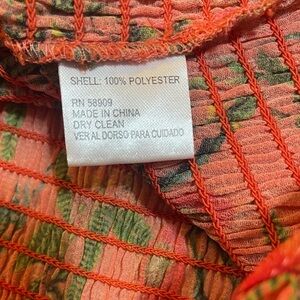 SHELL: 100% POLYESTER
RN 58909
MADE IN CHINA
DRY CLEAN
VER AL DORSO PARA CUIDADO